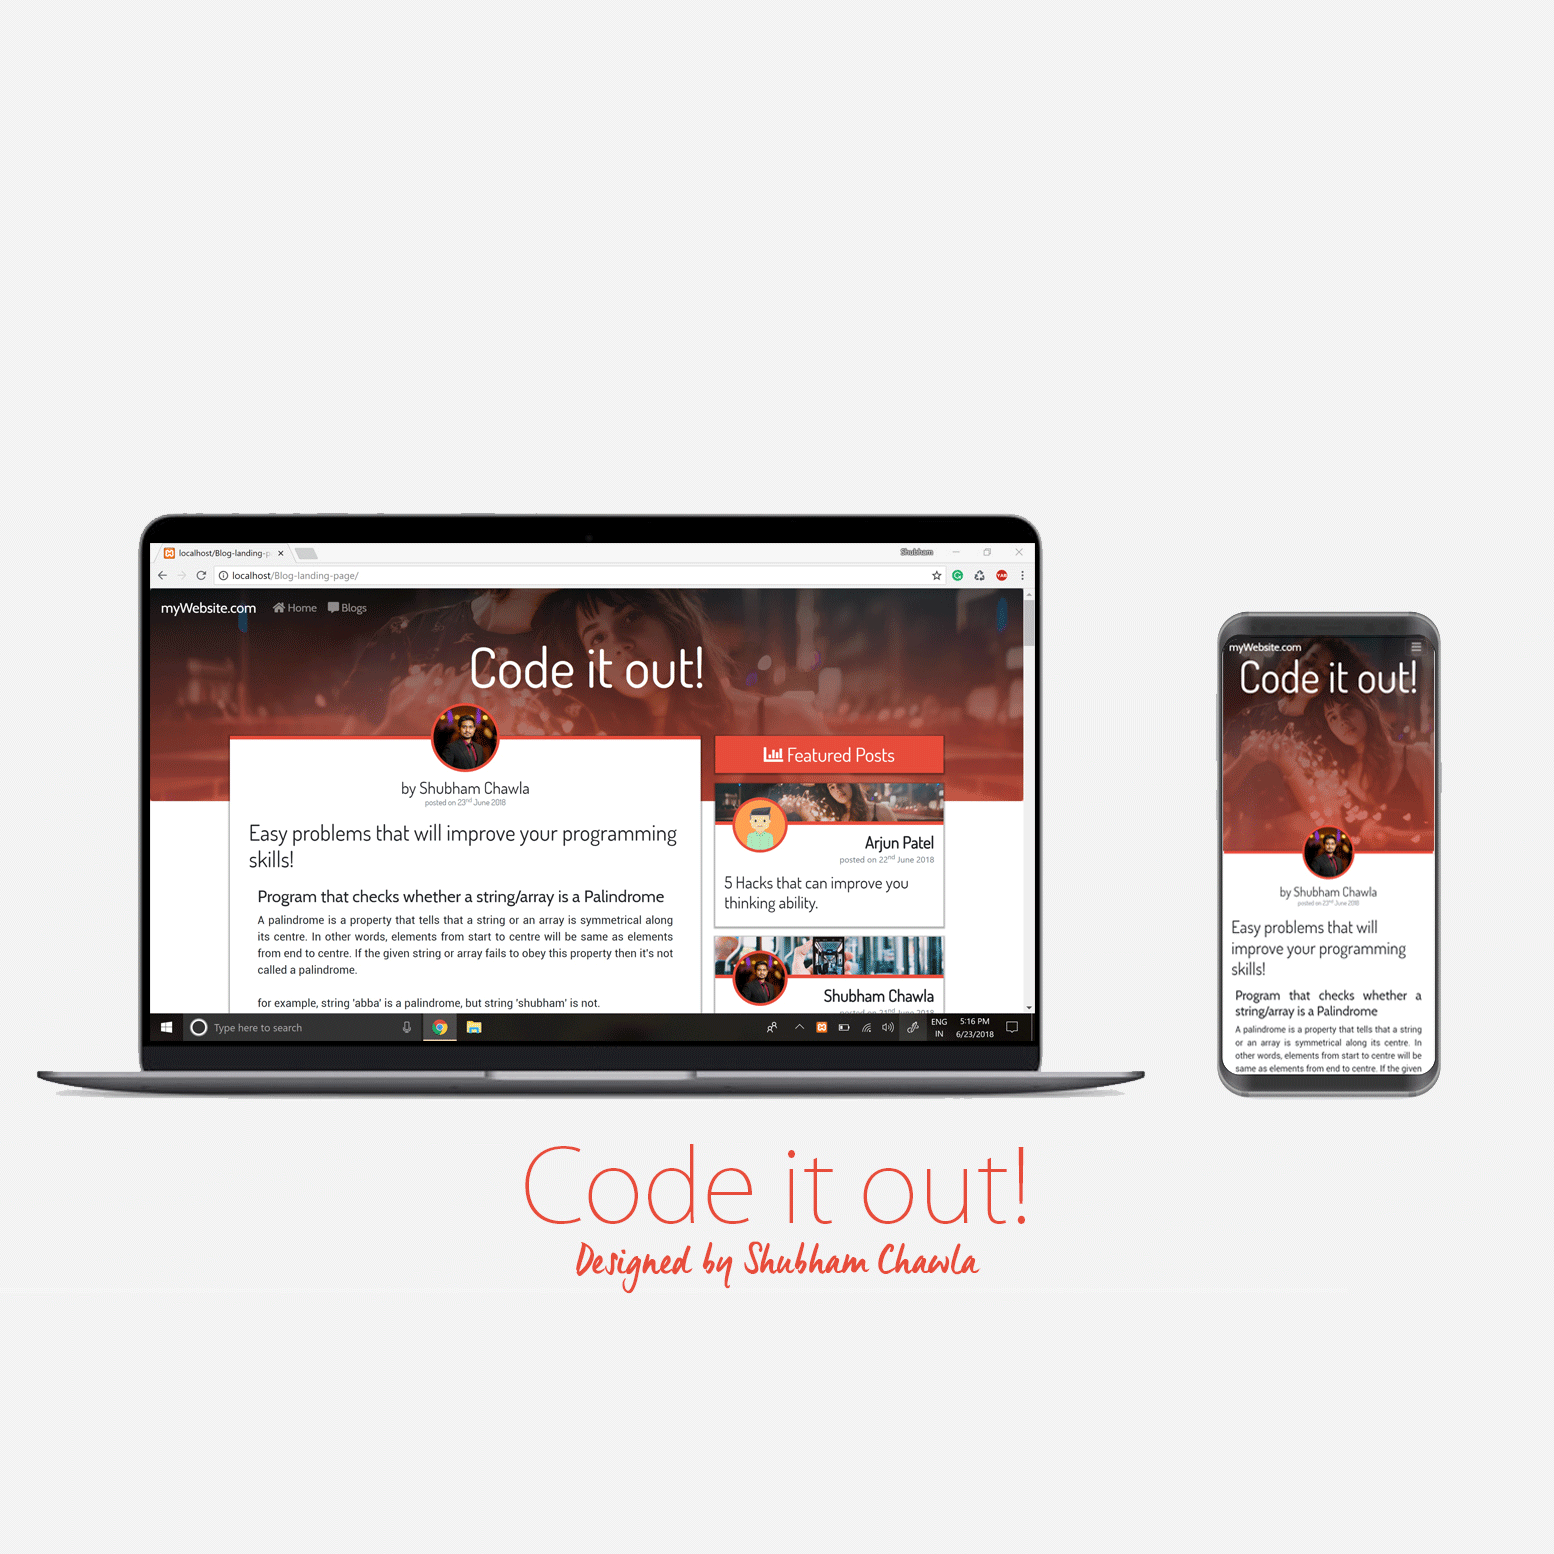 localhost/Blog-landing-p
Shubham
localhost/Blog-landing-page/
myWebsite.com Home Blogs
Code it out!
by Shubham Chawla
posted on 23nd June 2018
Easy problems that will improve your programming
skills!
Program that checks whether a string/array is a Palindrome
A palindrome is a property that tells that a string or an array is symmetrical along
its centre. In other words, elements from start to centre will be same as elements
from end to centre. If the given string or array fails to obey this property then it's not
called a palindrome.
for example, string 'abba' is a palindrome, but string 'shubham' is not.
Featured Posts
Arjun Patel
posted on 22nd June 2018
5 Hacks that can improve you
thinking ability.
Shubham Chawla
Type here to search
ENG
IN
5:16 PM
6/23/2018
myWebsite.com
Code it out!
by Shubham Chawla
posted on 23nd June 2018
Easy problems that will
improve your programming
skills!
Program that checks whether a
string/array is a Palindrome
A palindrome is a property that tells that a string
or an array is symmetrical along its centre. In
other words, elements from start to centre will be
same as elements from end to centre. If the given
Code it out!
Designed by Shubham Chawla